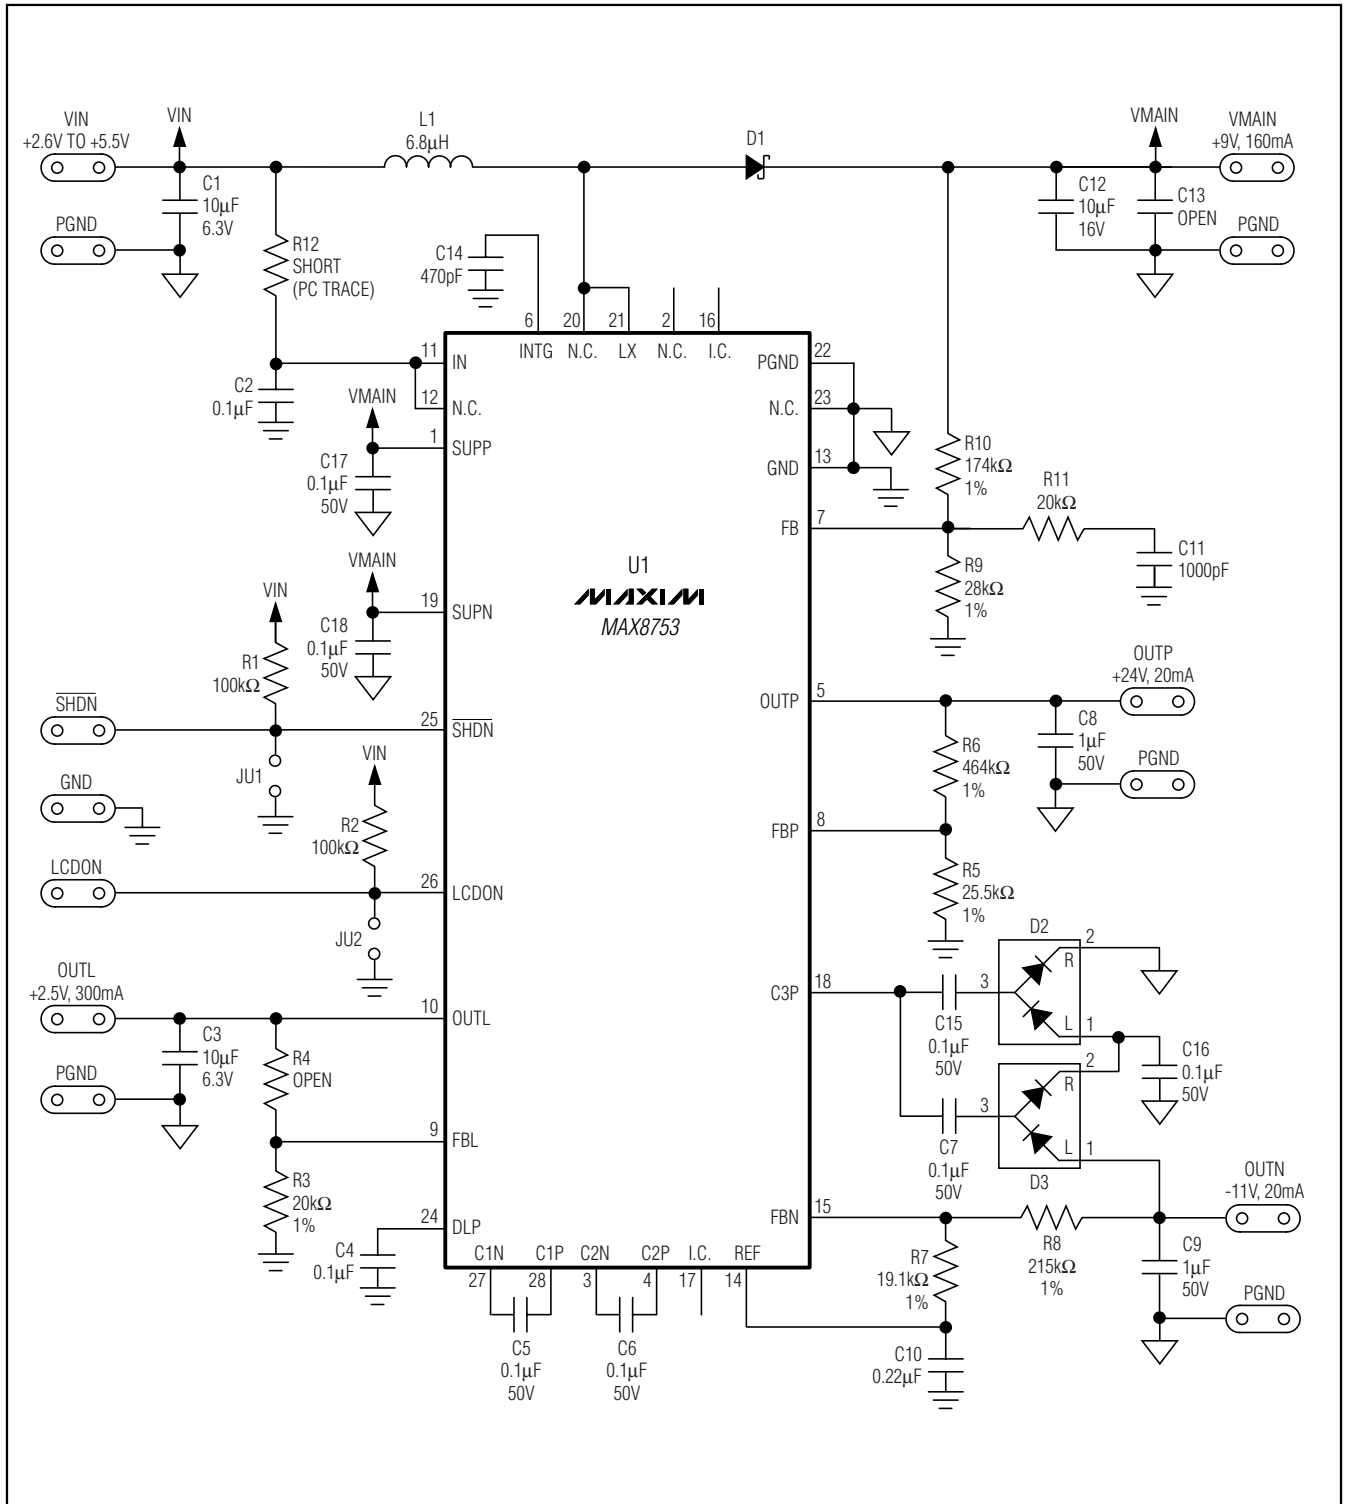 VIN
+2.6V TO +5.5V
VIN
L1
6.8µH
D1
VMAIN
VMAIN
+9V, 160mA
C1
10µF
6.3V
PGND
R12
SHORT
(PC TRACE)
C14
470pF
C12
10µF
16V
C13
OPEN
PGND
6
20
21
2
16
INTG
N.C.
LX
N.C.
I.C.
11
IN
12
N.C.
C2
0.1µF
VMAIN
1
SUPP
C17
0.1µF
50V
PGND
22
N.C.
23
GND
13
R10
174kΩ
1%
R11
20kΩ
FB
7
C11
1000pF
R9
28kΩ
1%
U1
MAXIM
MAX8753
VMAIN
19
SUPN
C18
0.1µF
50V
VIN
R1
100kΩ
SHDN
25
SHDN
JU1
GND
VIN
R2
100kΩ
LCDON
26
LCDON
JU2
OUTP
+24V, 20mA
OUTP
5
C8
1µF
50V
PGND
R6
464kΩ
1%
FBP
8
R5
25.5kΩ
1%
OUTL
+2.5V, 300mA
10
OUTL
C3
10µF
6.3V
R4
OPEN
PGND
9
FBL
R3
20kΩ
1%
24
DLP
C4
0.1µF
D2
2
R
C3P
18
3
C15
0.1µF
50V
L
1
C16
0.1µF
50V
2
R
3
C7
0.1µF
50V
L
1
D3
OUTN
-11V, 20mA
FBN
15
R8
215kΩ
1%
R7
19.1kΩ
1%
C9
1µF
50V
PGND
C1N
C1P
C2N
C2P
I.C.
REF
27
28
3
4
17
14
C5
0.1µF
50V
C6
0.1µF
50V
C10
0.22µF